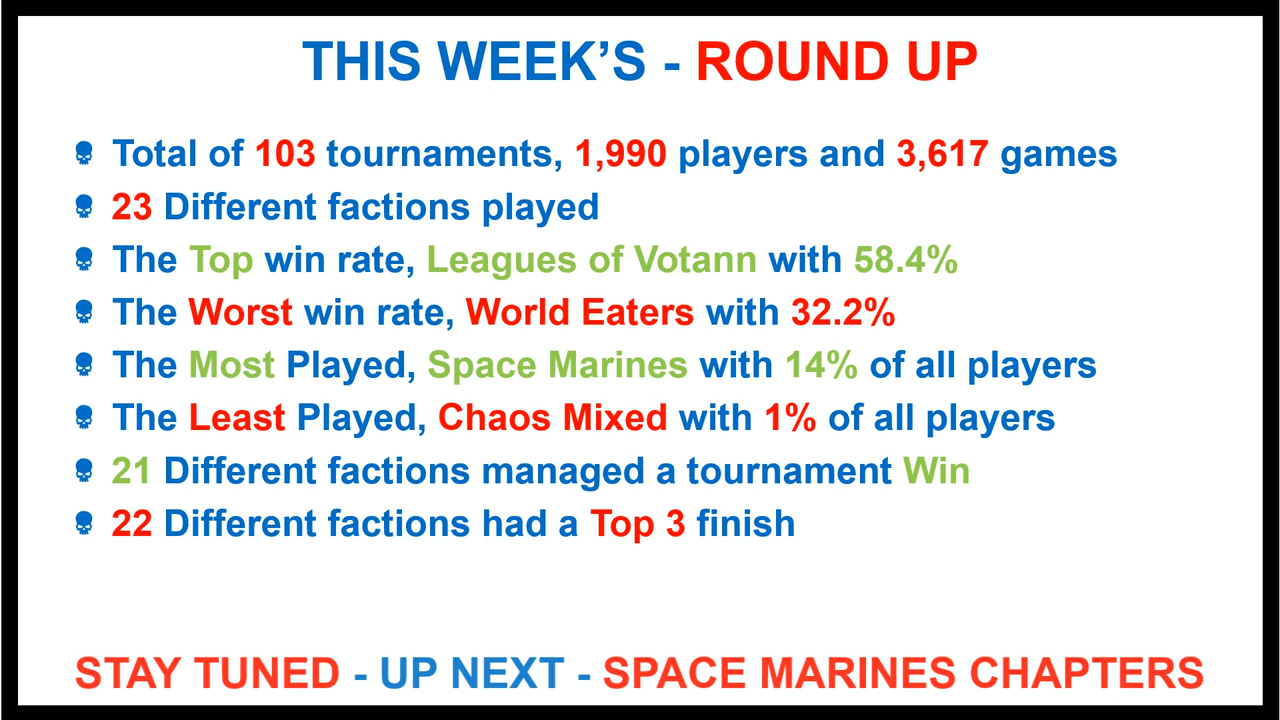 THIS WEEK’S - ROUND UP
Total of 103 tournaments, 1,990 players and 3,617 games
23 Different factions played
The Top win rate, Leagues of Votann with 58.4%
The Worst win rate, World Eaters with 32.2%
The Most Played, Space Marines with 14% of all players
The Least Played, Chaos Mixed with 1% of all players
21 Different factions managed a tournament Win
22 Different factions had a Top 3 finish
STAY TUNED - UP NEXT - SPACE MARINES CHAPTERS